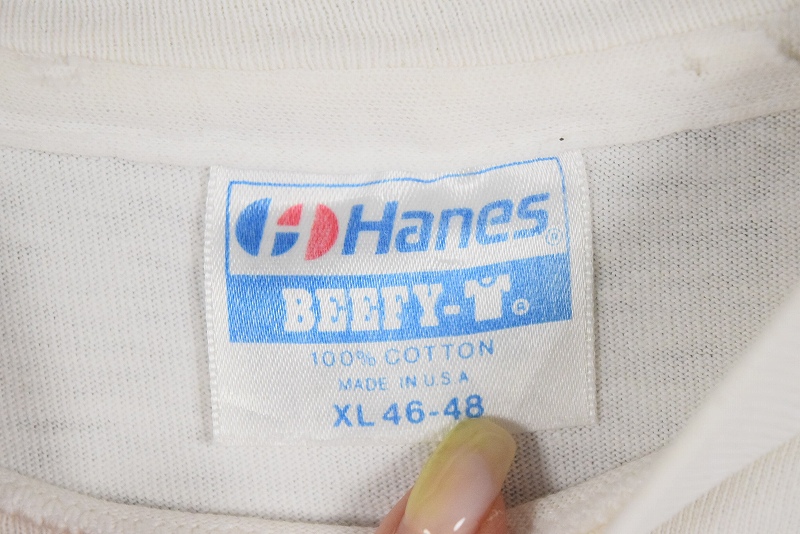 Hanes®
BEEFY-T®
100% COTTON
MADE IN U.S.A
XL 46-48